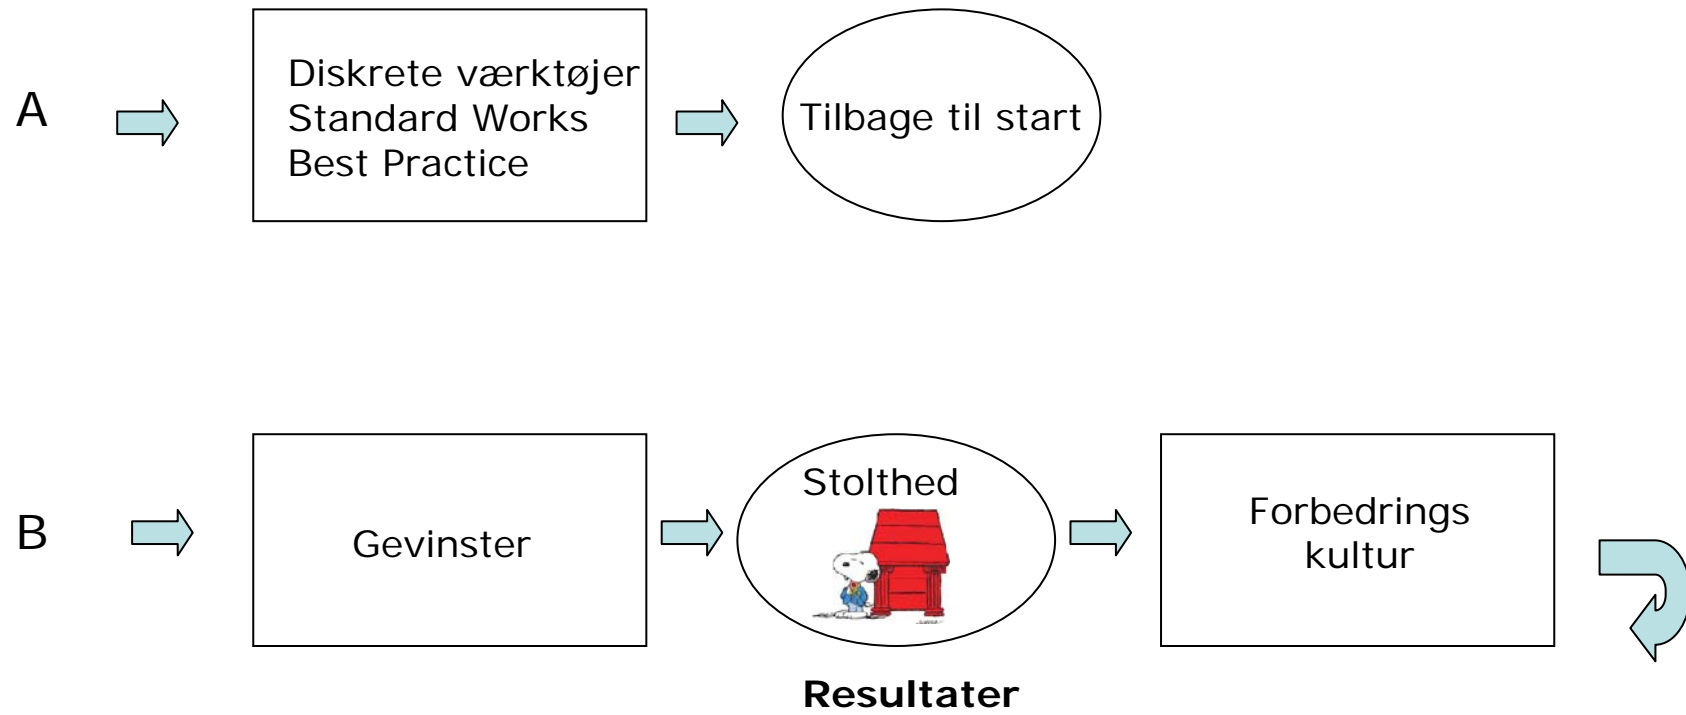 A
Diskrete værktøjer
Standard Works
Best Practice
Tilbage til start
B
Gevinster
Stolthed
Forbedrings
kultur
Resultater